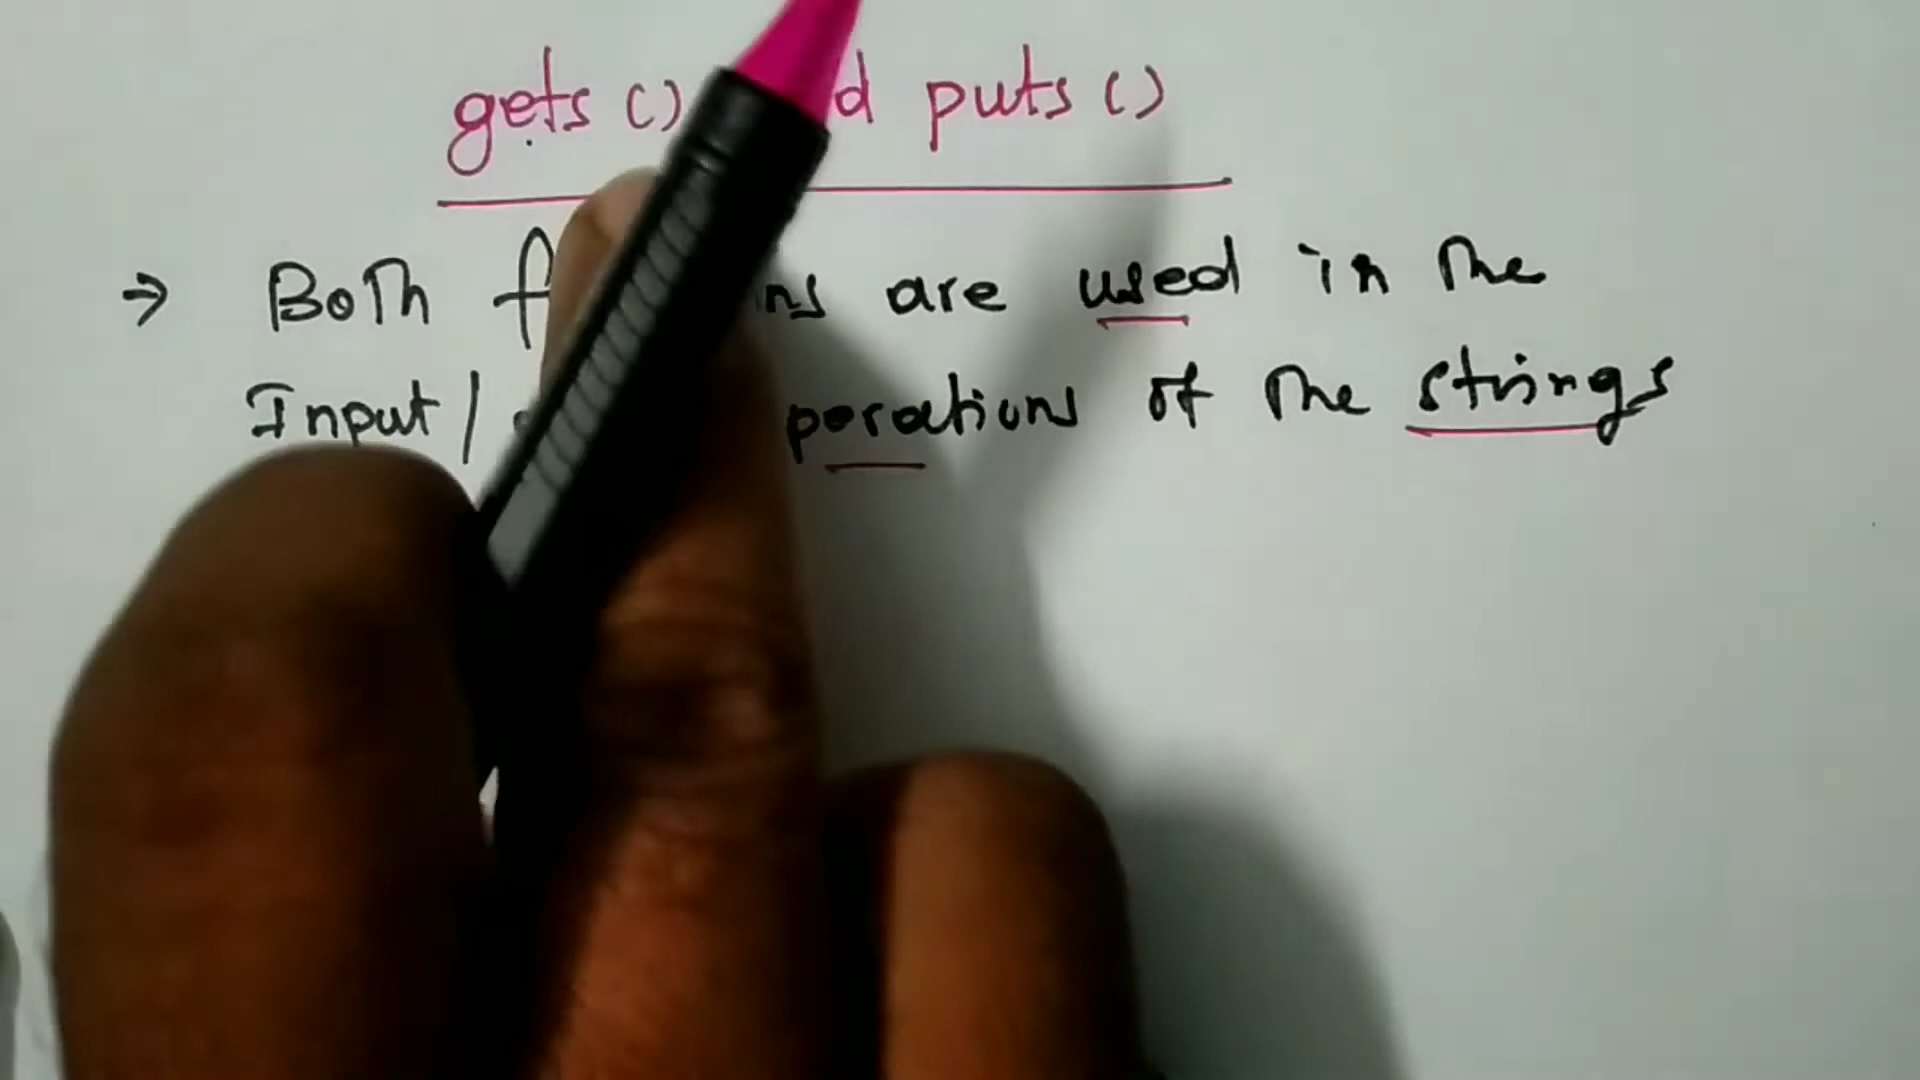 gets () puts ()
→ Both are used in the
Input / of the strings